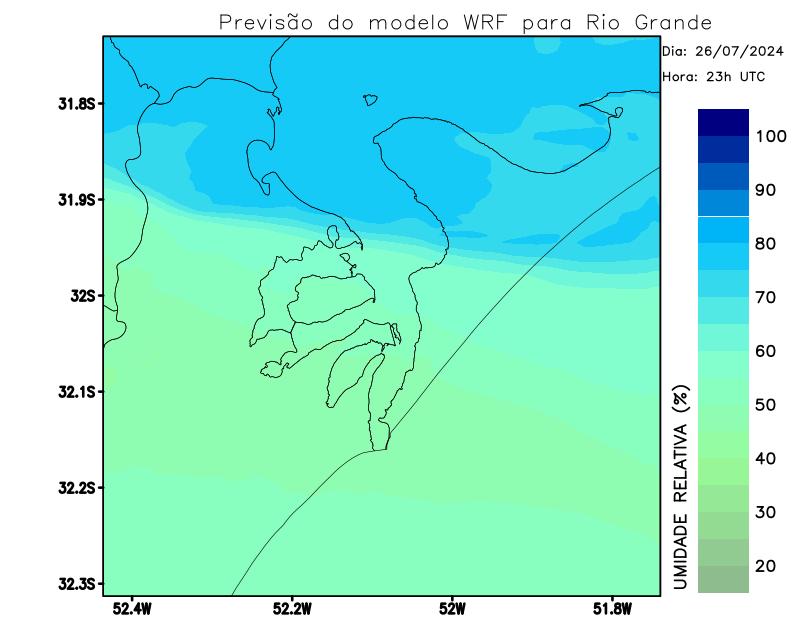 Previsão do modelo WRF para Rio Grande
Dia: 26/07/2024
Hora: 23h UTC
31.8S
31.9S
32S
32.1S
32.2S
32.3S
52.4W
52.2W
52W
51.8W
UMIDADE RELATIVA (%)
100
90
80
70
60
50
40
30
20